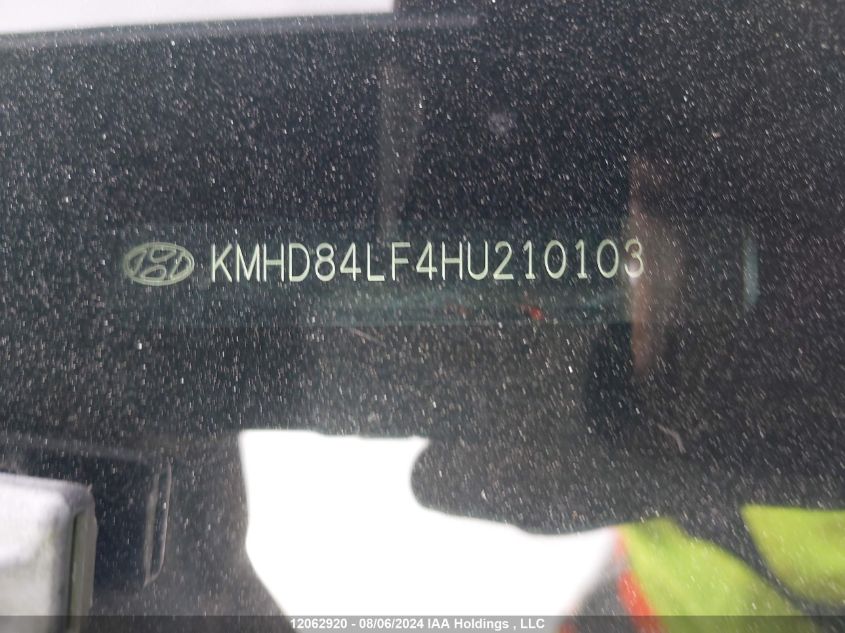 KMHD84LF4HU210103
12062920 - 08/06/2024 IAA Holdings , LLC